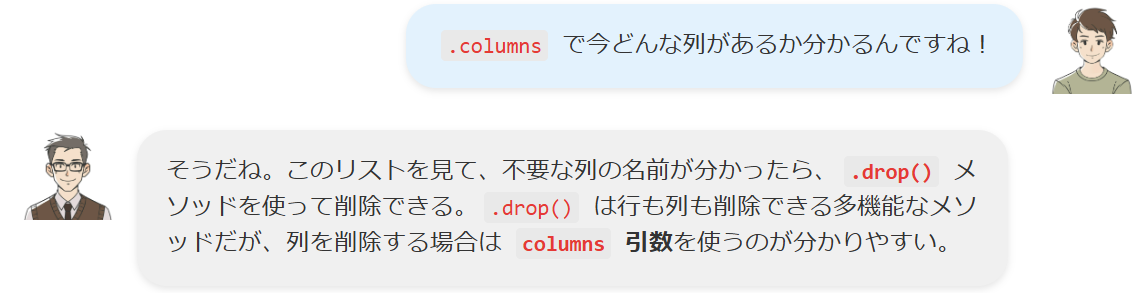 .columns で今どんな列があるか分かるんですね！
そうだね。このリストを見て、不要な列の名前が分かったら、 .drop() メ
ソッドを使って削除できる。 .drop() は行も列も削除できる多機能なメソ
ッドだが、列を削除する場合は columns 引数を使うのが分かりやすい。